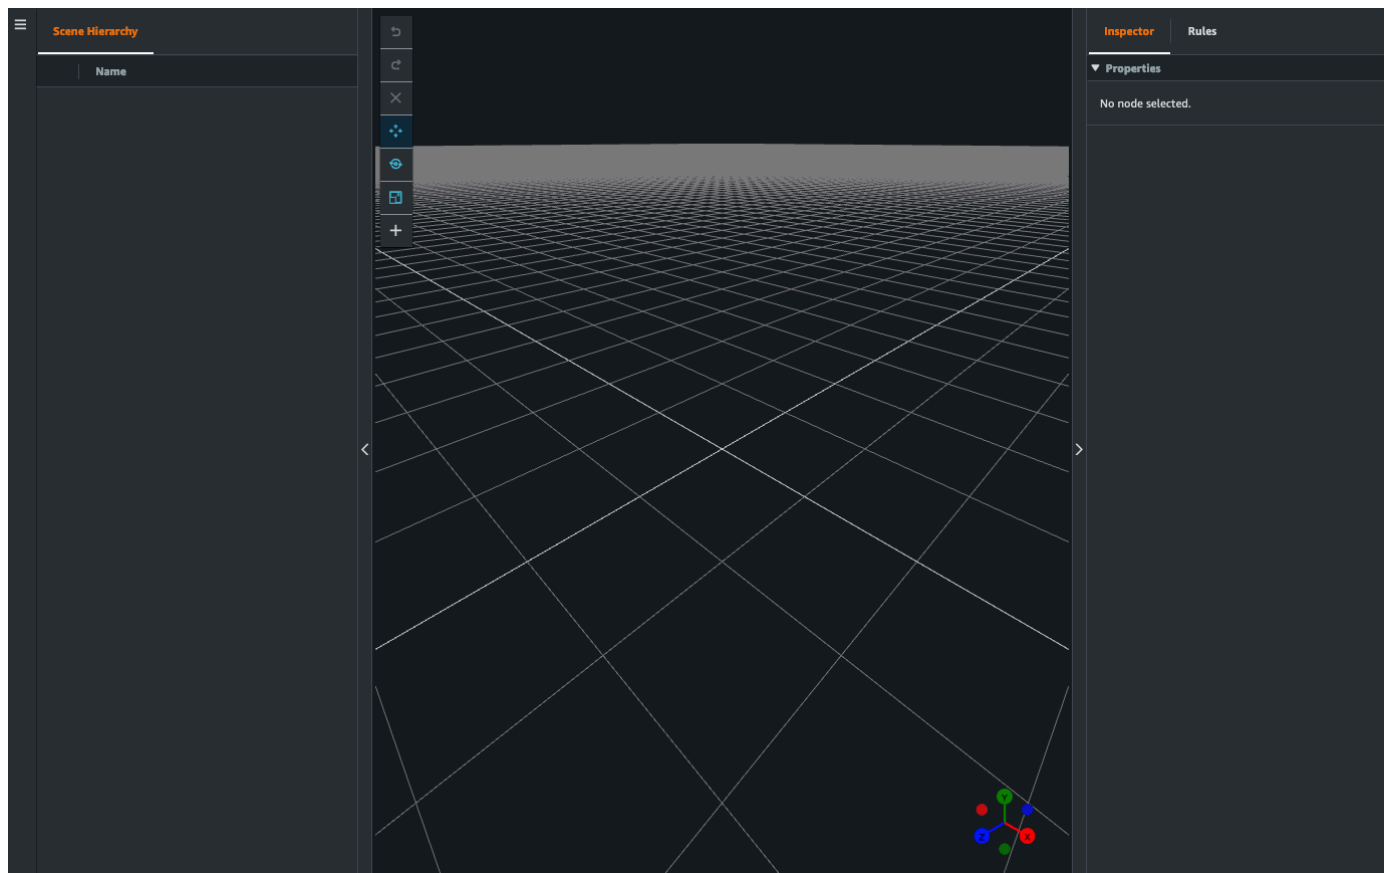 Scene Hierarchy
Name
Inspector
Rules
Properties
No node selected.
Y
Z
X